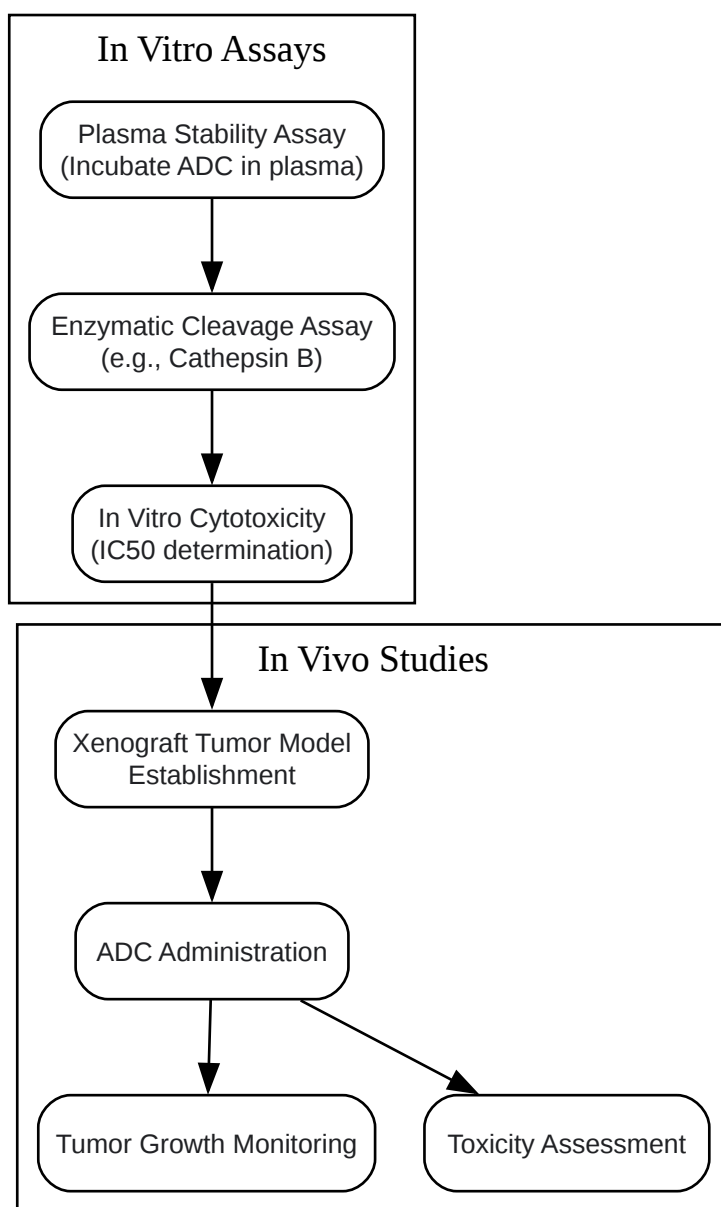 In Vitro Assays
Plasma Stability Assay
(Incubate ADC in plasma)
Enzymatic Cleavage Assay
(e.g., Cathepsin B)
In Vitro Cytotoxicity
(IC50 determination)
In Vivo Studies
Xenograft Tumor Model
Establishment
ADC Administration
Tumor Growth Monitoring
Toxicity Assessment